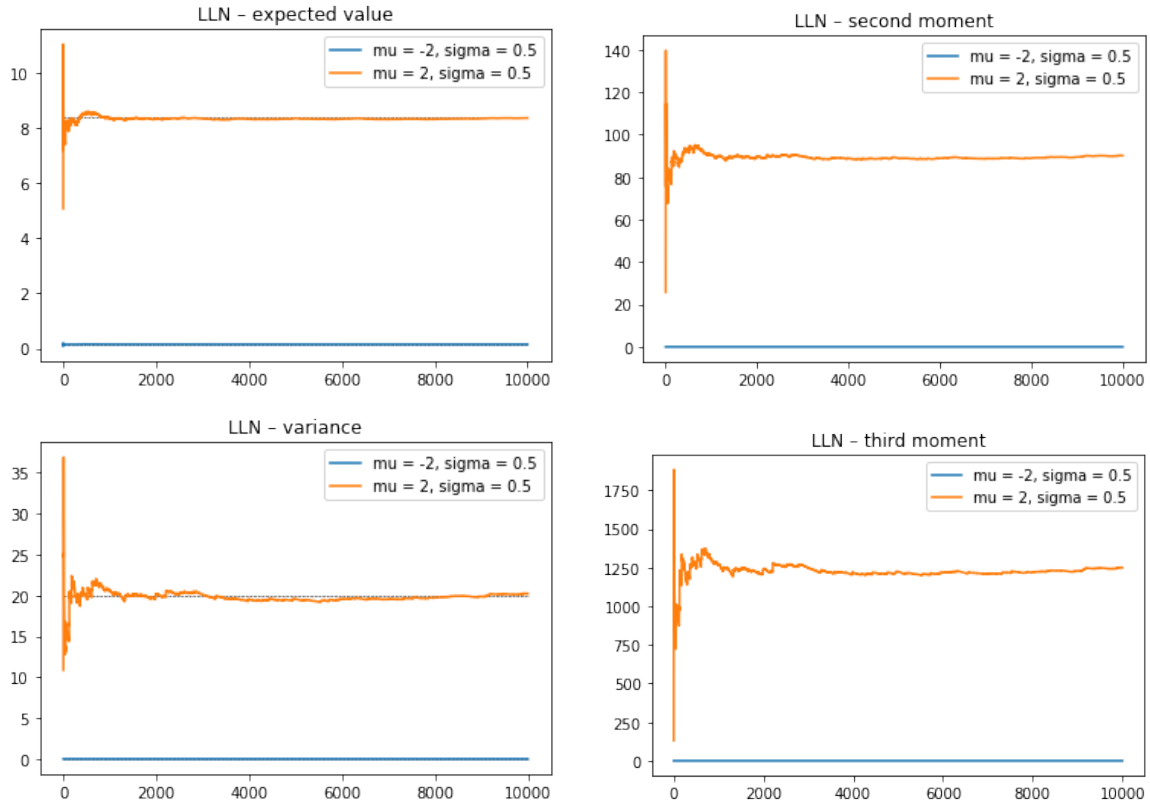 LLN – expected value
mu = -2, sigma = 0.5
mu = 2, sigma = 0.5
10
8
6
4
2
0
0 2000 4000 6000 8000 10000
LLN – second moment
mu = -2, sigma = 0.5
mu = 2, sigma = 0.5
140
120
100
80
60
40
20
0
0 2000 4000 6000 8000 10000
LLN – variance
mu = -2, sigma = 0.5
mu = 2, sigma = 0.5
35
30
25
20
15
10
5
0
0 2000 4000 6000 8000 10000
LLN – third moment
mu = -2, sigma = 0.5
mu = 2, sigma = 0.5
1750
1500
1250
1000
750
500
250
0
0 2000 4000 6000 8000 10000